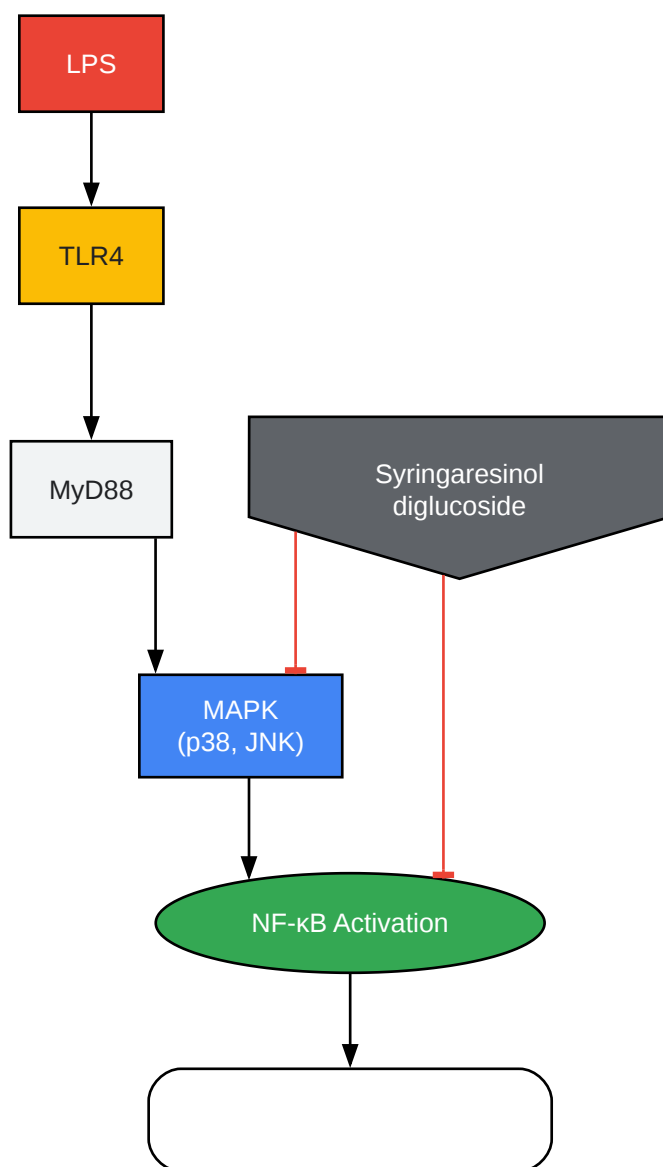 LPS
TLR4
MyD88
Syringaresinol
diglucoside
MAPK
(p38, JNK)
NF-κB Activation